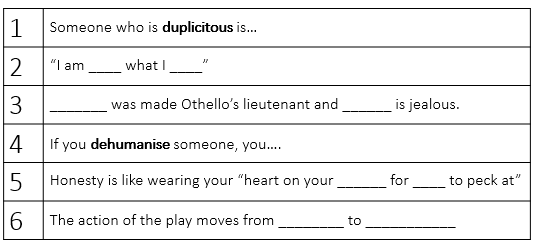 1 Someone who is duplicitous is...
2 “I am ____ what I ____”
3 _______ was made Othello’s lieutenant and ______ is jealous.
4 If you dehumanise someone, you....
5 Honesty is like wearing your “heart on your ______ for ____ to peck at”
6 The action of the play moves from ________ to ___________